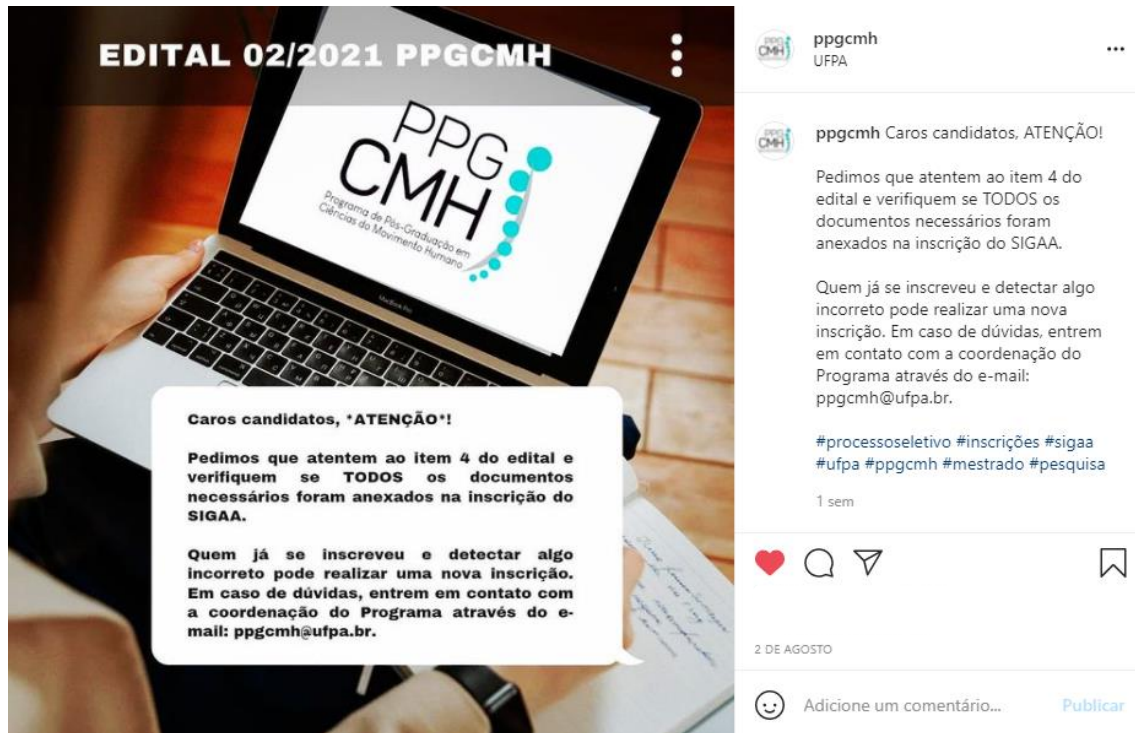 EDITAL 02/2021 PPGCMH
PPG
CMH
Programa de Pós-Graduação em
Ciências do Movimento Humano
MacBook Pro
Caros candidatos, *ATENÇÃO*!
Pedimos que atentem ao item 4 do edital e
verifiquem se TODOS os documentos
necessários foram anexados na inscrição do
SIGAA.
Quem já se inscreveu e detectar algo
incorreto pode realizar uma nova inscrição.
Em caso de dúvidas, entrem em contato com
a coordenação do Programa através do e-
mail: ppgcmh@ufpa.br.
PPG
CMH
ppgcmh
UFPA
PPG
CMH
ppgcmh Caros candidatos, ATENÇÃO!
Pedimos que atentem ao item 4 do
edital e verifiquem se TODOS os
documentos necessários foram
anexados na inscrição do SIGAA.
Quem já se inscreveu e detectar algo
incorreto pode realizar uma nova
inscrição. Em caso de dúvidas, entrem
em contato com a coordenação do
Programa através do e-mail:
ppgcmh@ufpa.br.
#processoseletivo #inscrições #sigaa
#ufpa #ppgcmh #mestrado #pesquisa
1 sem
2 DE AGOSTO
Adicione um comentário... Publicar